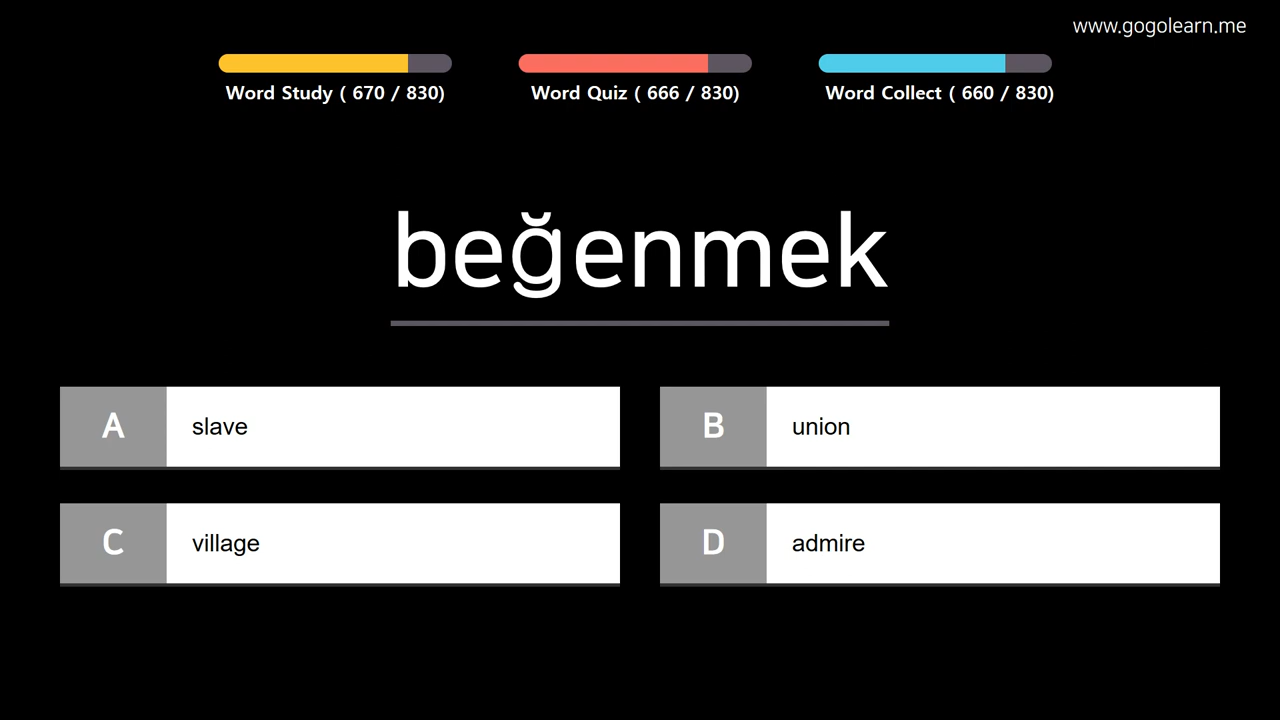 www.gogolearn.me
Word Study ( 670 / 830)
Word Quiz ( 666 / 830)
Word Collect ( 660 / 830)
beğenmek
A slave
B union
C village
D admire